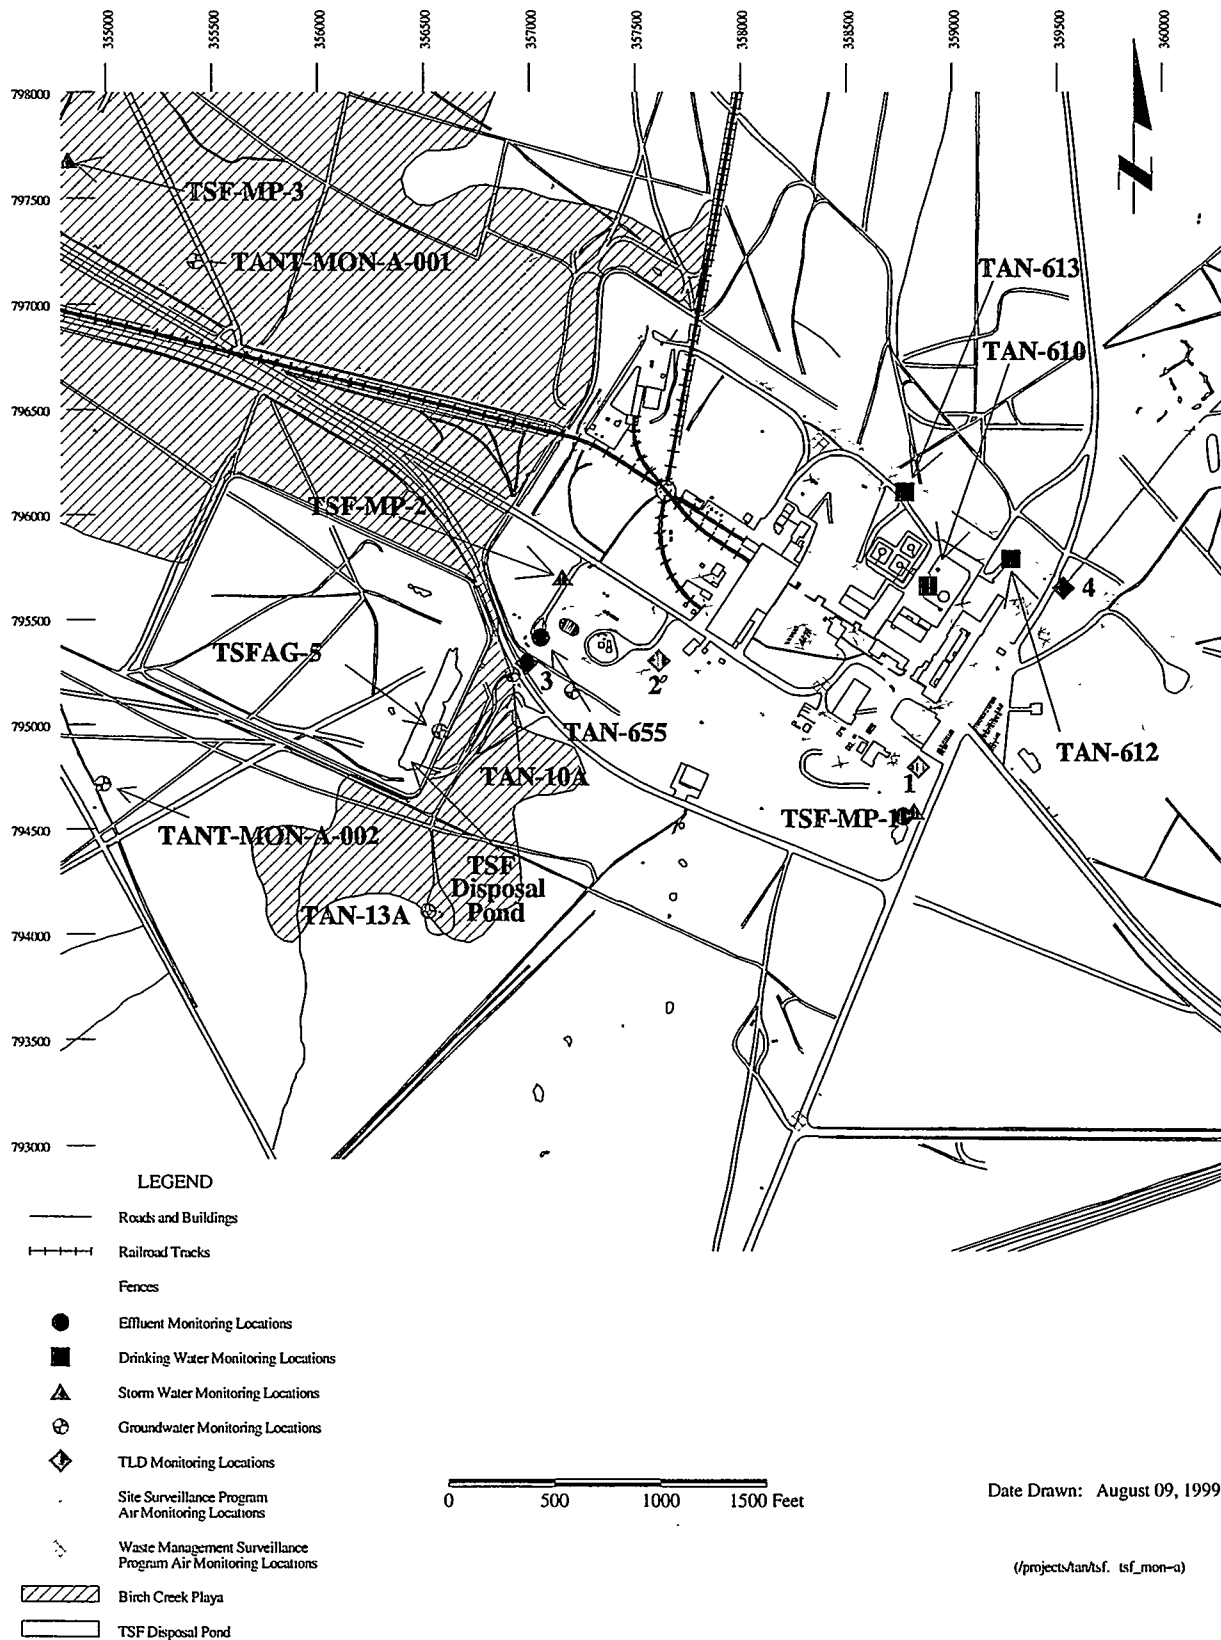 355000
355500
356000
356500
357000
357500
358000
358500
359000
359500
360000
798000
797500
797000
796500
796000
795500
795000
794500
794000
793500
793000
TSF-MP-3
TANT-MON-A-001
TAN-613
TAN-610
TSF-MP-2
4
TSFAG-5
3
2
TAN-655
TAN-612
TAN-10A
1
TSF-MP-1
TANT-MON-A-002
TSF
Disposal
Pond
TAN-13A
LEGEND
Roads and Buildings
Railroad Tracks
Fences
Effluent Monitoring Locations
Drinking Water Monitoring Locations
Storm Water Monitoring Locations
Groundwater Monitoring Locations
TLD Monitoring Locations
Site Surveillance Program
Air Monitoring Locations
Waste Management Surveillance
Program Air Monitoring Locations
Birch Creek Playa
TSF Disposal Pond
0 500 1000 1500 Feet
Date Drawn: August 09, 1999
(/projects/tan/tsf. tsf_mon-a)